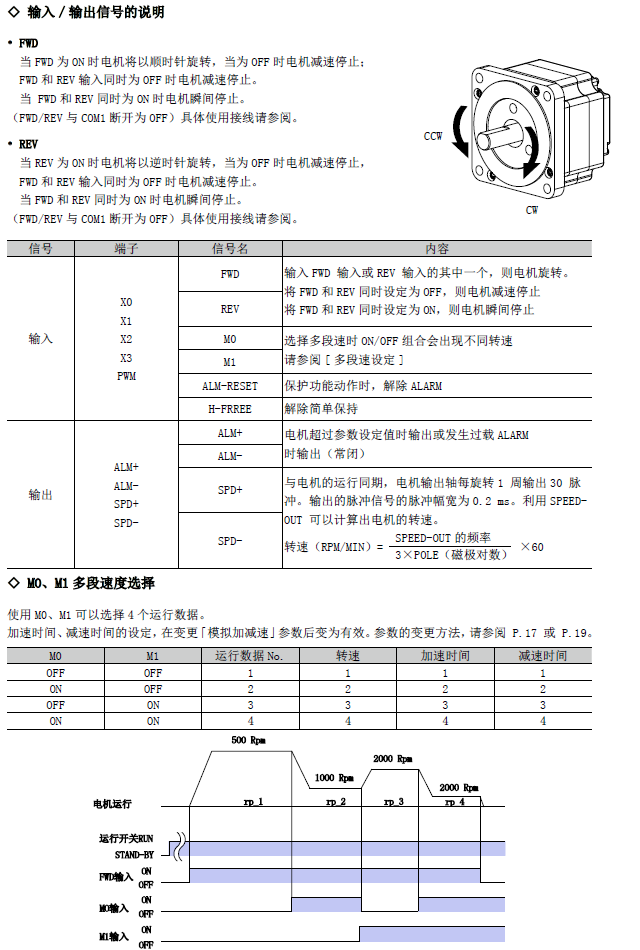 ◇ 输入/输出信号的说明
• FWD
当 FWD 为 ON 时电机将以顺时针旋转，当为 OFF 时电机减速停止；
FWD 和 REV 输入同时为 OFF 时电机减速停止。
当 FWD 和 REV 同时为 ON 时电机瞬间停止。
（FWD/REV 与 COM1 断开为 OFF）具体使用接线请参阅。
• REV
当 REV 为 ON 时电机将以逆时针旋转，当为 OFF 时电机减速停止，
FWD 和 REV 输入同时为 OFF 时电机减速停止。
当 FWD 和 REV 同时为 ON 时电机瞬间停止。
（FWD/REV 与 COM1 断开为 OFF）具体使用接线请参阅。
CCW
CW
信号 端子 信号名 内容
输入
X0
X1
X2
X3
PWM
FWD
REV
输入 FWD 输入或 REV 输入的其中一个，则电机旋转。
将 FWD 和 REV 同时设定为 OFF，则电机减速停止
将 FWD 和 REV 同时设定为 ON，则电机瞬间停止
M0
M1
选择多段速时 ON/OFF 组合会出现不同转速
请参阅 [ 多段速设定 ]
ALM-RESET 保护功能动作时，解除 ALARM
H-FRREE 解除简单保持
输出
ALM+
ALM-
SPD+
SPD-
ALM+
ALM-
电机超过参数设定值时输出或发生过载 ALARM
时输出（常闭）
SPD+
SPD-
与电机的运行同期，电机输出轴每旋转 1 周输出 30 脉
冲。输出的脉冲信号的脉冲幅宽为 0.2 ms。利用 SPEED-
OUT 可以计算出电机的转速。
转速（RPM/MIN）= SPEED-OUT 的频率 / 3×POLE（磁极对数） ×60
◇ M0、M1 多段速度选择
使用 M0、M1 可以选择 4 个运行数据。
加速时间、减速时间的设定，在变更「模拟加减速」参数后变为有效。参数的变更方法，请参阅 P.17 或 P.19。
M0 M1 运行数据 No. 转速 加速时间 减速时间
OFF OFF 1 1 1 1
ON OFF 2 2 2 2
OFF ON 3 3 3 3
ON ON 4 4 4 4
500 Rpm
1000 Rpm
2000 Rpm
2000 Rpm
电机运行
rp_1 rp_2 rp_3 rp_4
运行开关RUN
STAND-BY
FWD输入 ON
OFF
M0输入 ON
OFF
M1输入 ON
OFF